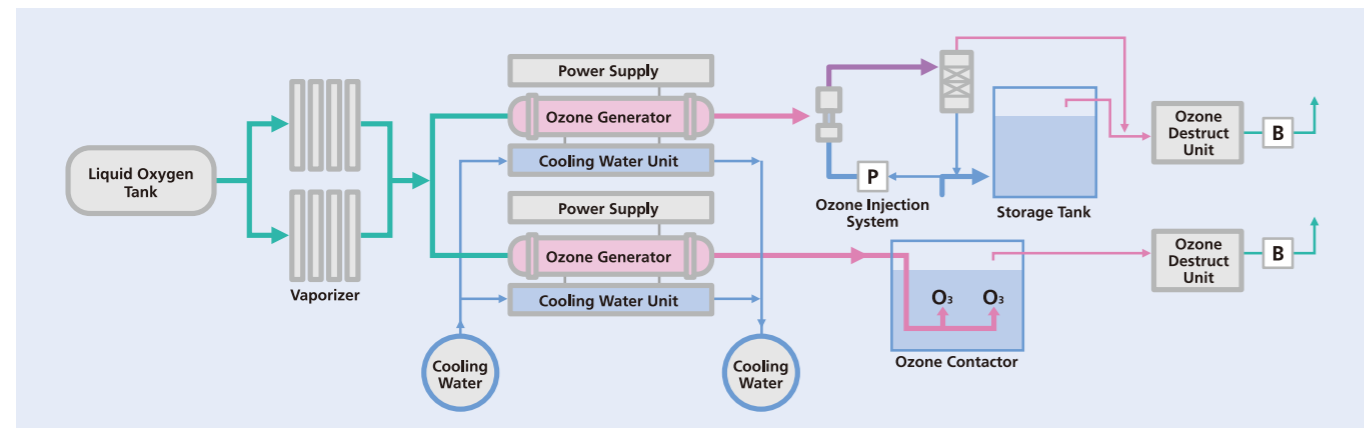 Liquid Oxygen
Tank
Vaporizer
Power Supply
Ozone Generator
Cooling Water Unit
Power Supply
Ozone Generator
Cooling Water Unit
Cooling
Water
Cooling
Water
P
Ozone Injection
System
Storage Tank
Ozone
Destruct
Unit
B
O₃
O₃
Ozone Contactor
Ozone
Destruct
Unit
B